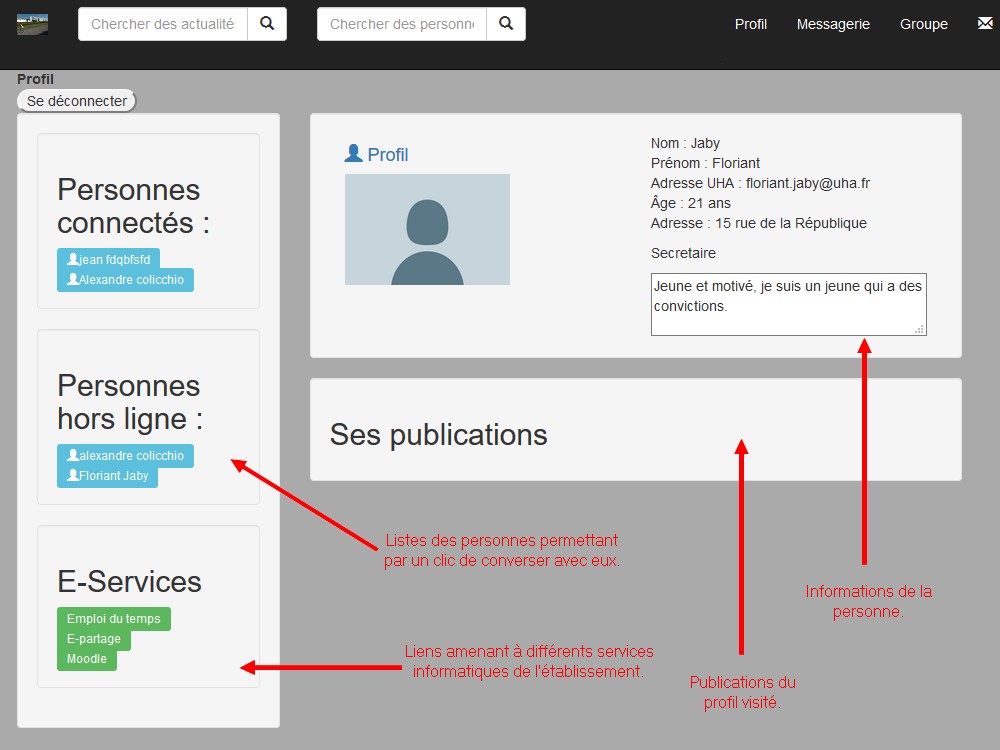 Chercher des actualité
Chercher des personn
Profil
Messagerie
Groupe
Profil
Se déconnecter
Personnes
connectés :
jean fdqbfsfd
Alexandre colicchio
Personnes
hors ligne :
alexandre colicchio
Floriant Jaby
E-Services
Emploi du temps
E-partage
Moodle
Profil
Nom : Jaby
Prénom : Floriant
Adresse UHA : floriant.jaby@uha.fr
Âge : 21 ans
Adresse : 15 rue de la République
Secretaire
Jeune et motivé, je suis un jeune qui a des
convictions.
Ses publications
Listes des personnes permettant
par un clic de converser avec eux.
Informations de la
personne.
Liens amenant à différents services
informatiques de l'établissement.
Publications du
profil visité.